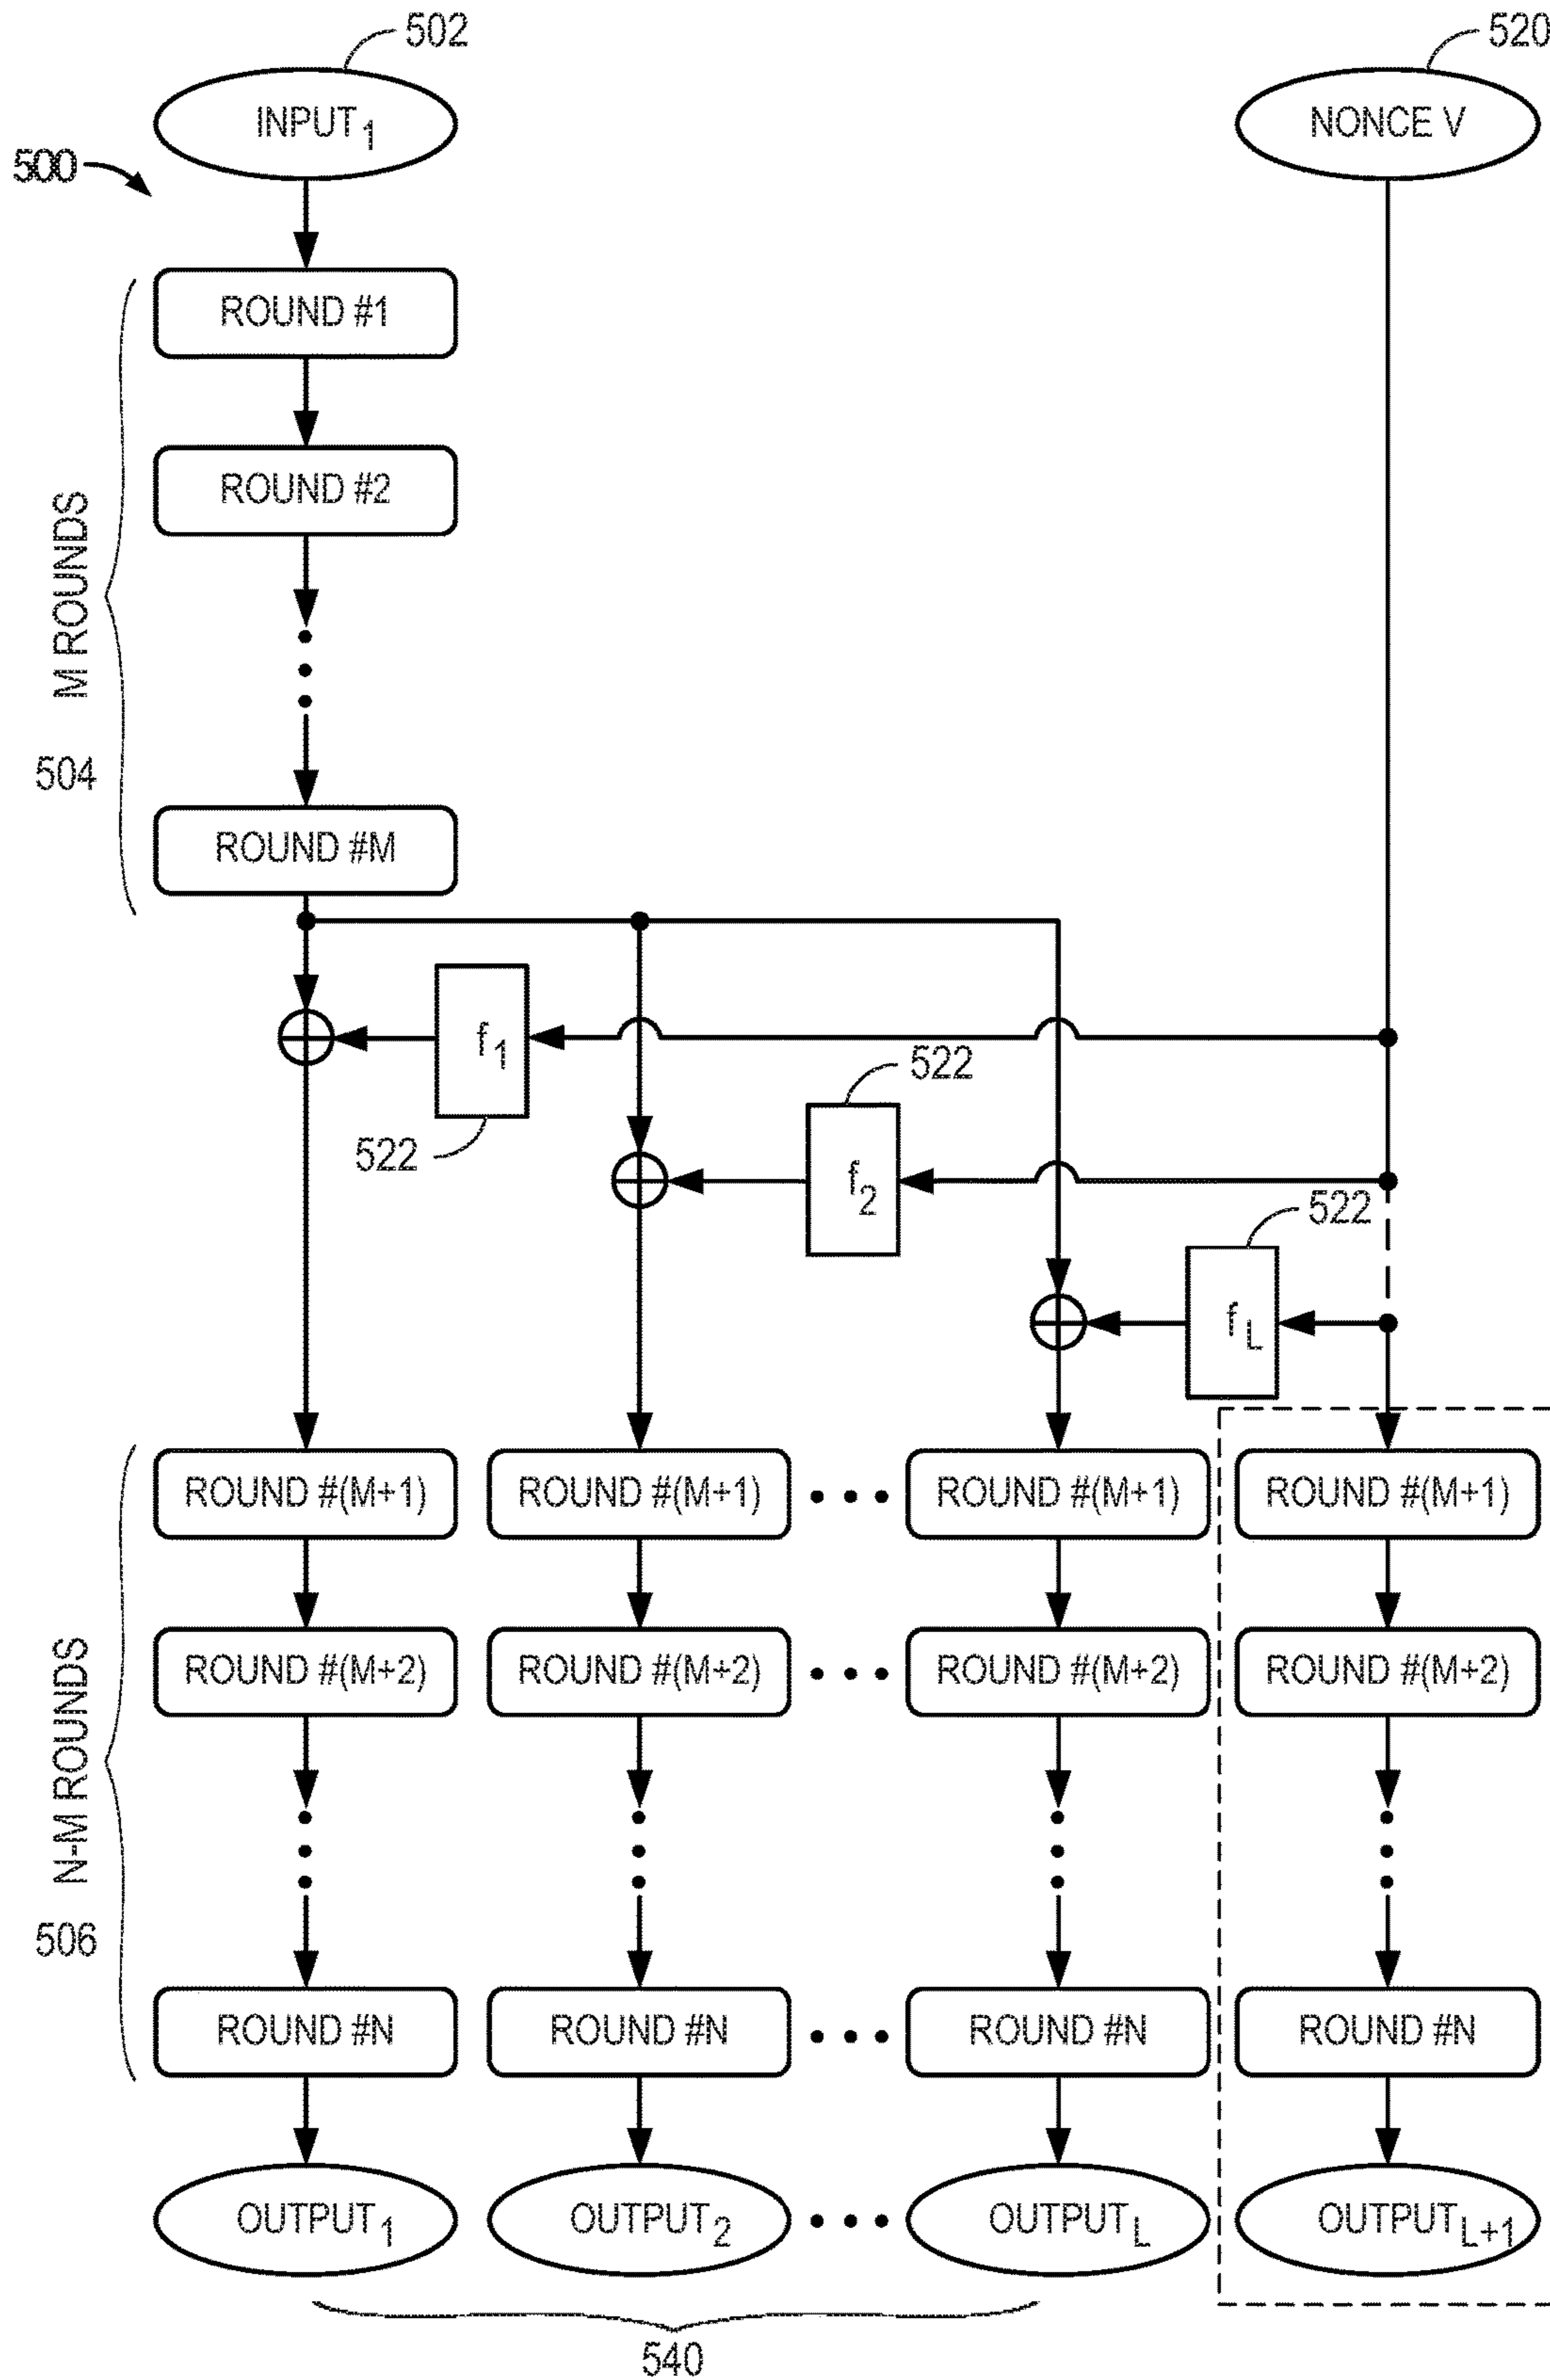 502
520
INPUT1
NONCE V
500
ROUND #1
ROUND #2
M ROUNDS
504
ROUND #M
f1
522
522
f2
522
fL
ROUND #(M+1)
ROUND #(M+1)
ROUND #(M+1)
ROUND #(M+1)
ROUND #(M+2)
ROUND #(M+2)
ROUND #(M+2)
ROUND #(M+2)
N-M ROUNDS
506
ROUND #N
ROUND #N
ROUND #N
ROUND #N
OUTPUT1
OUTPUT2
OUTPUTL
OUTPUTL+1
540